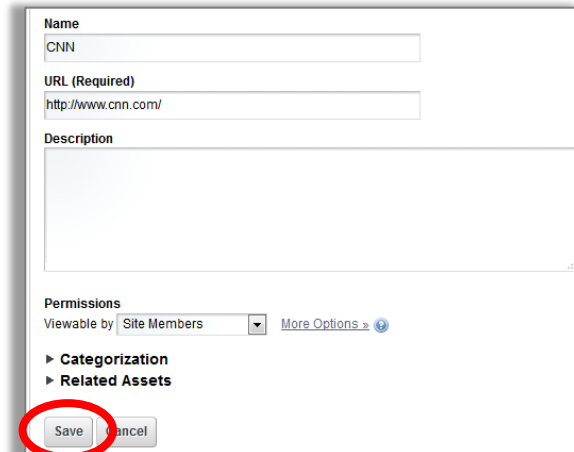 Name
CNN
URL (Required)
http://www.cnn.com/
Description
Permissions
Viewable by Site Members More Options »
Categorization
Related Assets
Save Cancel